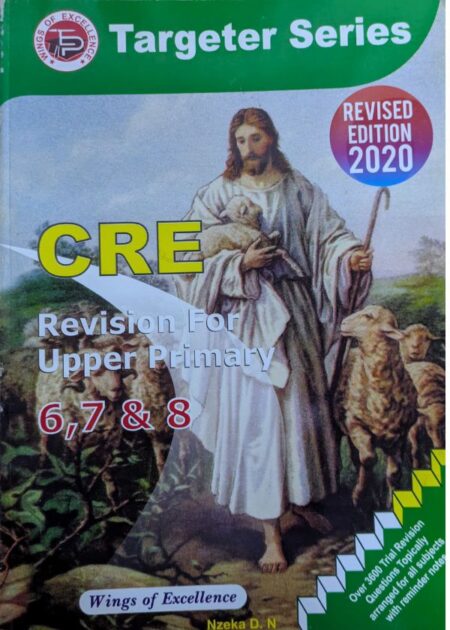 WINGS OF EXCELLENCE
Targeter Series
REVISED
EDITION
2020
CRE
Revision For
Upper Primary
6,7 & 8
Over 3600 Trial Revision
Questions Topically
arranged for all subjects
with reminder notes
Wings of Excellence
Nzeka D. N